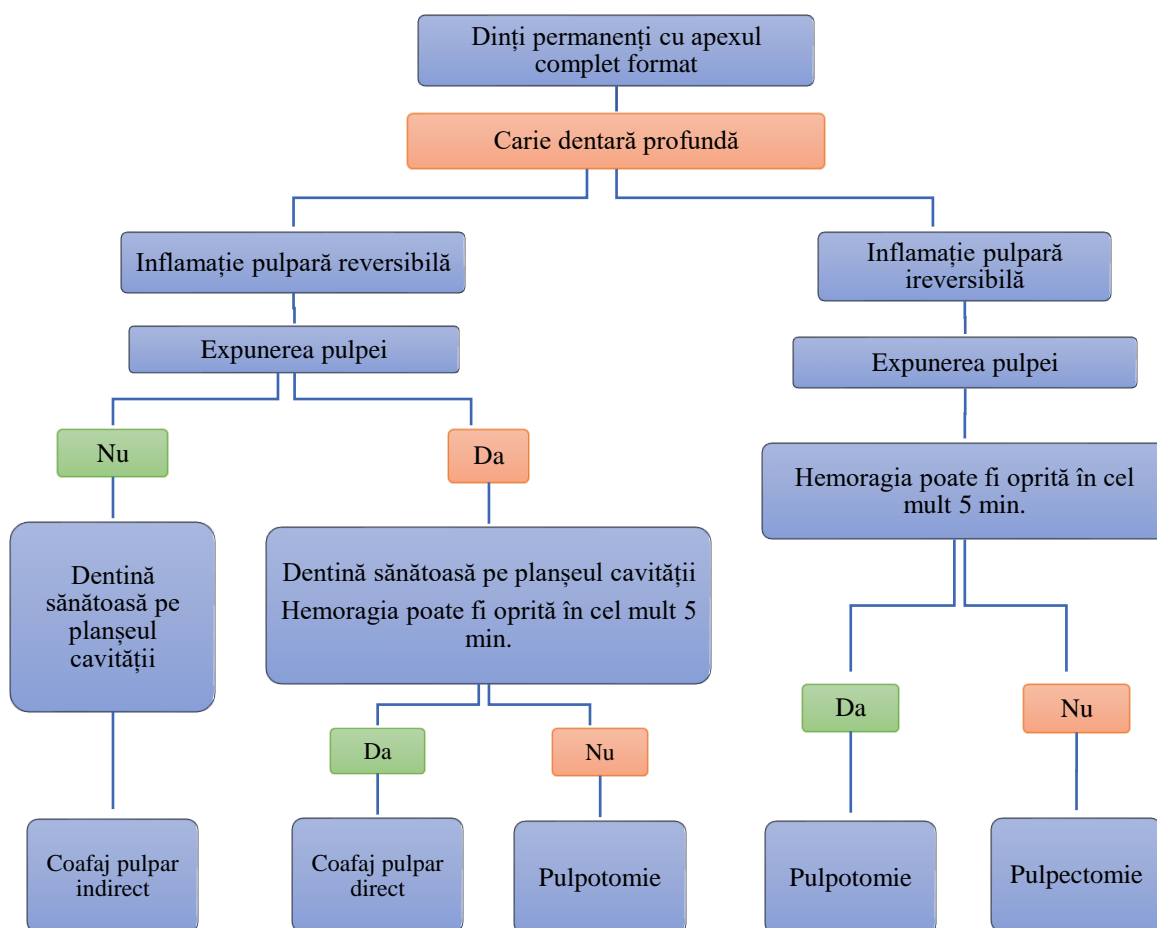 Dinți permanenți cu apexul
complet format
Carie dentară profundă
Inflamație pulpară reversibilă
Inflamație pulpară
ireversibilă
Expunerea pulpei
Expunerea pulpei
Nu
Da
Hemoragia poate fi oprită în cel
mult 5 min.
Dentină
sănătoasă pe
planșeul
cavității
Dentină sănătoasă pe planșeul cavității
Hemoragia poate fi oprită în cel mult 5
min.
Da
Nu
Da
Nu
Coafaj pulpar
indirect
Coafaj pulpar
direct
Pulpotomie
Pulpotomie
Pulpectomie